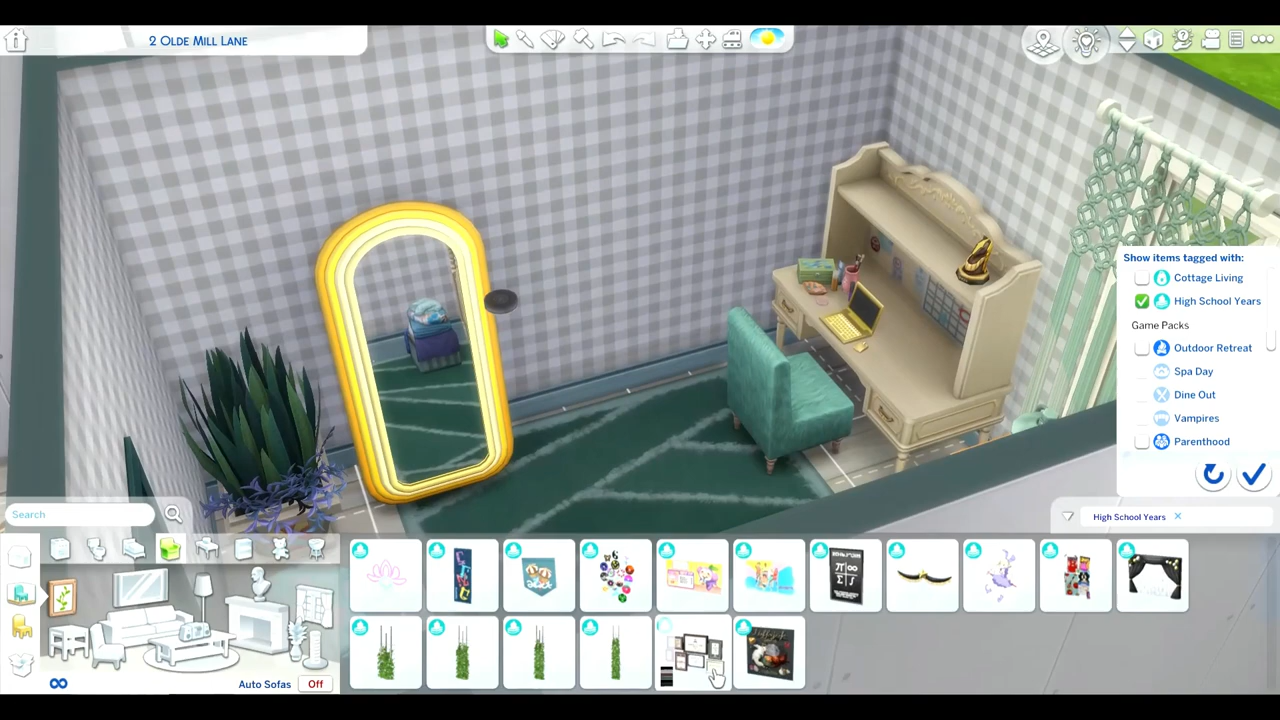 2 Olde Mill Lane
Show items tagged with:
Cottage Living
High School Years
Game Packs
Outdoor Retreat
Spa Day
Dine Out
Vampires
Parenthood
Search
High School Years
Auto Sofas Off